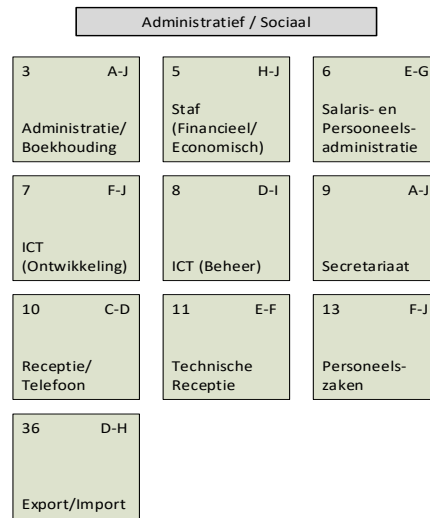 Administratief / Sociaal
3 A-J
Administratie/
Boekhouding
5 H-J
Staf
(Financieel/
Economisch)
6 E-G
Salaris- en
Persooneels-
administratie
7 F-J
ICT
(Ontwikkeling)
8 D-I
ICT (Beheer)
9 A-J
Secretariaat
10 C-D
Receptie/
Telefoon
11 E-F
Technische
Receptie
13 F-J
Personeels-
zaken
36 D-H
Export/Import